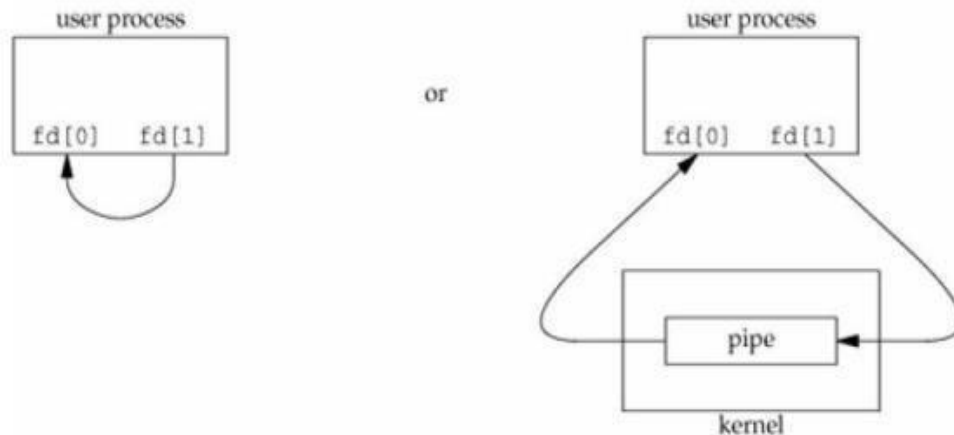 user process
user process
or
fd[0] fd[1]
fd[0] fd[1]
pipe
kernel